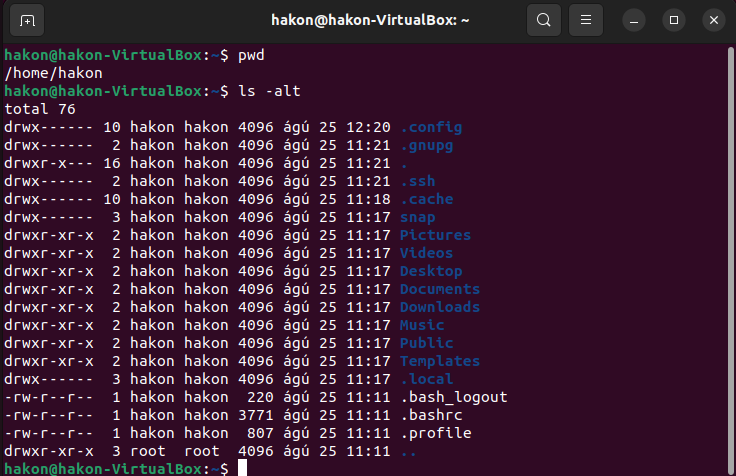 hakon@hakon-VirtualBox: ~
hakon@hakon-VirtualBox:~$ pwd
/home/hakon
hakon@hakon-VirtualBox:~$ ls -alt
total 76
drwx------ 10 hakon hakon 4096 ágú 25 12:20 .config
drwx------  2 hakon hakon 4096 ágú 25 11:21 .gnupg
drwxr-x--- 16 hakon hakon 4096 ágú 25 11:21 .
drwx------  2 hakon hakon 4096 ágú 25 11:21 .ssh
drwx------ 10 hakon hakon 4096 ágú 25 11:18 .cache
drwx------  3 hakon hakon 4096 ágú 25 11:17 snap
drwxr-xr-x  2 hakon hakon 4096 ágú 25 11:17 Pictures
drwxr-xr-x  2 hakon hakon 4096 ágú 25 11:17 Videos
drwxr-xr-x  2 hakon hakon 4096 ágú 25 11:17 Desktop
drwxr-xr-x  2 hakon hakon 4096 ágú 25 11:17 Documents
drwxr-xr-x  2 hakon hakon 4096 ágú 25 11:17 Downloads
drwxr-xr-x  2 hakon hakon 4096 ágú 25 11:17 Music
drwxr-xr-x  2 hakon hakon 4096 ágú 25 11:17 Public
drwxr-xr-x  2 hakon hakon 4096 ágú 25 11:17 Templates
drwx------  3 hakon hakon 4096 ágú 25 11:17 .local
-rw-r--r--  1 hakon hakon  220 ágú 25 11:11 .bash_logout
-rw-r--r--  1 hakon hakon 3771 ágú 25 11:11 .bashrc
-rw-r--r--  1 hakon hakon  807 ágú 25 11:11 .profile
drwxr-xr-x  3 root  root  4096 ágú 25 11:11 ..
hakon@hakon-VirtualBox:~$